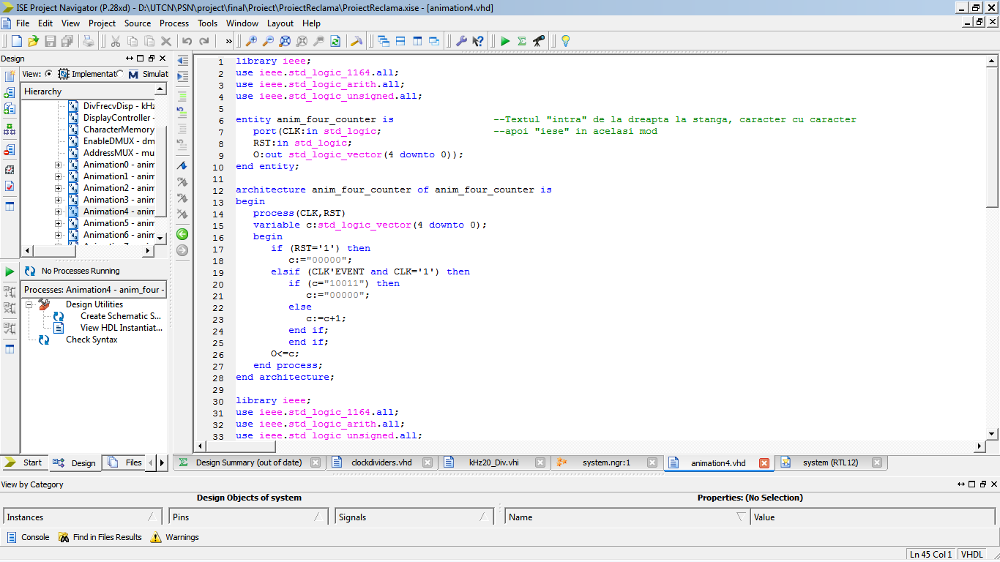 ISE Project Navigator (P.28xd) - D:\UTCN\PSN\project\final\Proiect\ProiectReclama\ProiectReclama.xise - [animation4.vhd]
File Edit View Project Source Process Tools Window Layout Help
Design
View: Implementat Simulat
Hierarchy
DivFrecvDisp - kHz
DisplayController -
CharacterMemory
EnableDMUX - dm
AddressMUX - mu
Animation0 - anim
Animation1 - anim
Animation2 - anim
Animation3 - anim
Animation4 - anim
Animation5 - anim
Animation6 - anim
No Processes Running
Processes: Animation4 - anim_four -
Design Utilities
Create Schematic S...
View HDL Instantiat...
Check Syntax
Start Design Files
1 library ieee;
2 use ieee.std_logic_1164.all;
3 use ieee.std_logic_arith.all;
4 use ieee.std_logic_unsigned.all;
5
6 entity anim_four_counter is --Textul "intra" de la dreapta la stanga, caracter cu caracter
7 port(CLK:in std_logic; --apoi "iese" in acelasi mod
8 RST:in std_logic;
9 O:out std_logic_vector(4 downto 0));
10 end entity;
11
12 architecture anim_four_counter of anim_four_counter is
13 begin
14 process(CLK,RST)
15 variable c:std_logic_vector(4 downto 0);
16 begin
17 if (RST='1') then
18 c:="00000";
19 elsif (CLK'EVENT and CLK='1') then
20 if (c="10011") then
21 c:="00000";
22 else
23 c:=c+1;
24 end if;
25 end if;
26 O<=c;
27 end process;
28 end architecture;
29
30 library ieee;
31 use ieee.std_logic_1164.all;
32 use ieee.std_logic_arith.all;
33 use ieee.std_logic_unsigned.all;
Design Summary (out of date) clockdividers.vhd kHz20_Div.vhi system.ngr:1 animation4.vhd system (RTL12)
View by Category
Design Objects of system Properties: (No Selection)
Instances Pins Signals Name Value
Console Find in Files Results Warnings
Ln 45 Col 1 VHDL